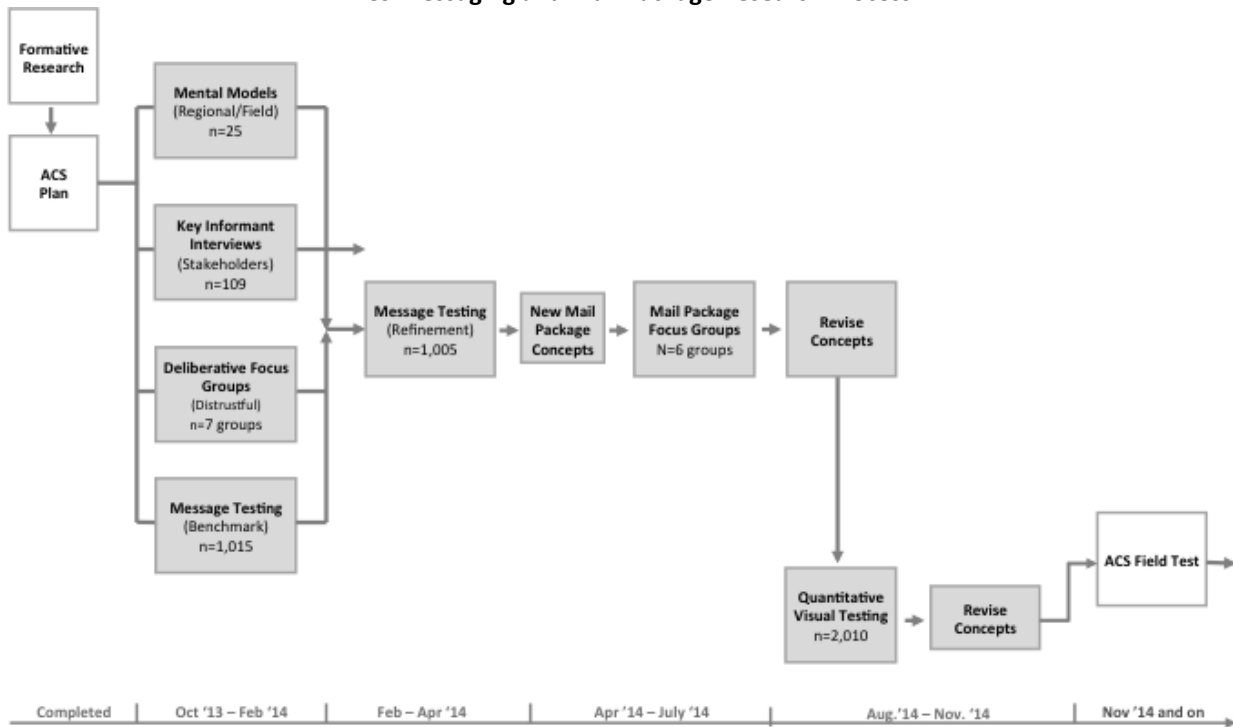 Formative
Research
ACS
Plan
Mental Models
(Regional/Field)
n=25
Key Informant
Interviews
(Stakeholders)
n=109
Deliberative Focus
Groups
(Distrustful)
n=7 groups
Message Testing
(Benchmark)
n=1,015
Message Testing
(Refinement)
n=1,005
New Mail
Package
Concepts
Mail Package
Focus Groups
N=6 groups
Revise
Concepts
Quantitative
Visual Testing
n=2,010
Revise
Concepts
ACS Field Test
Completed
Oct '13 – Feb '14
Feb – Apr '14
Apr '14 – July '14
Aug.'14 – Nov. '14
Nov '14 and on